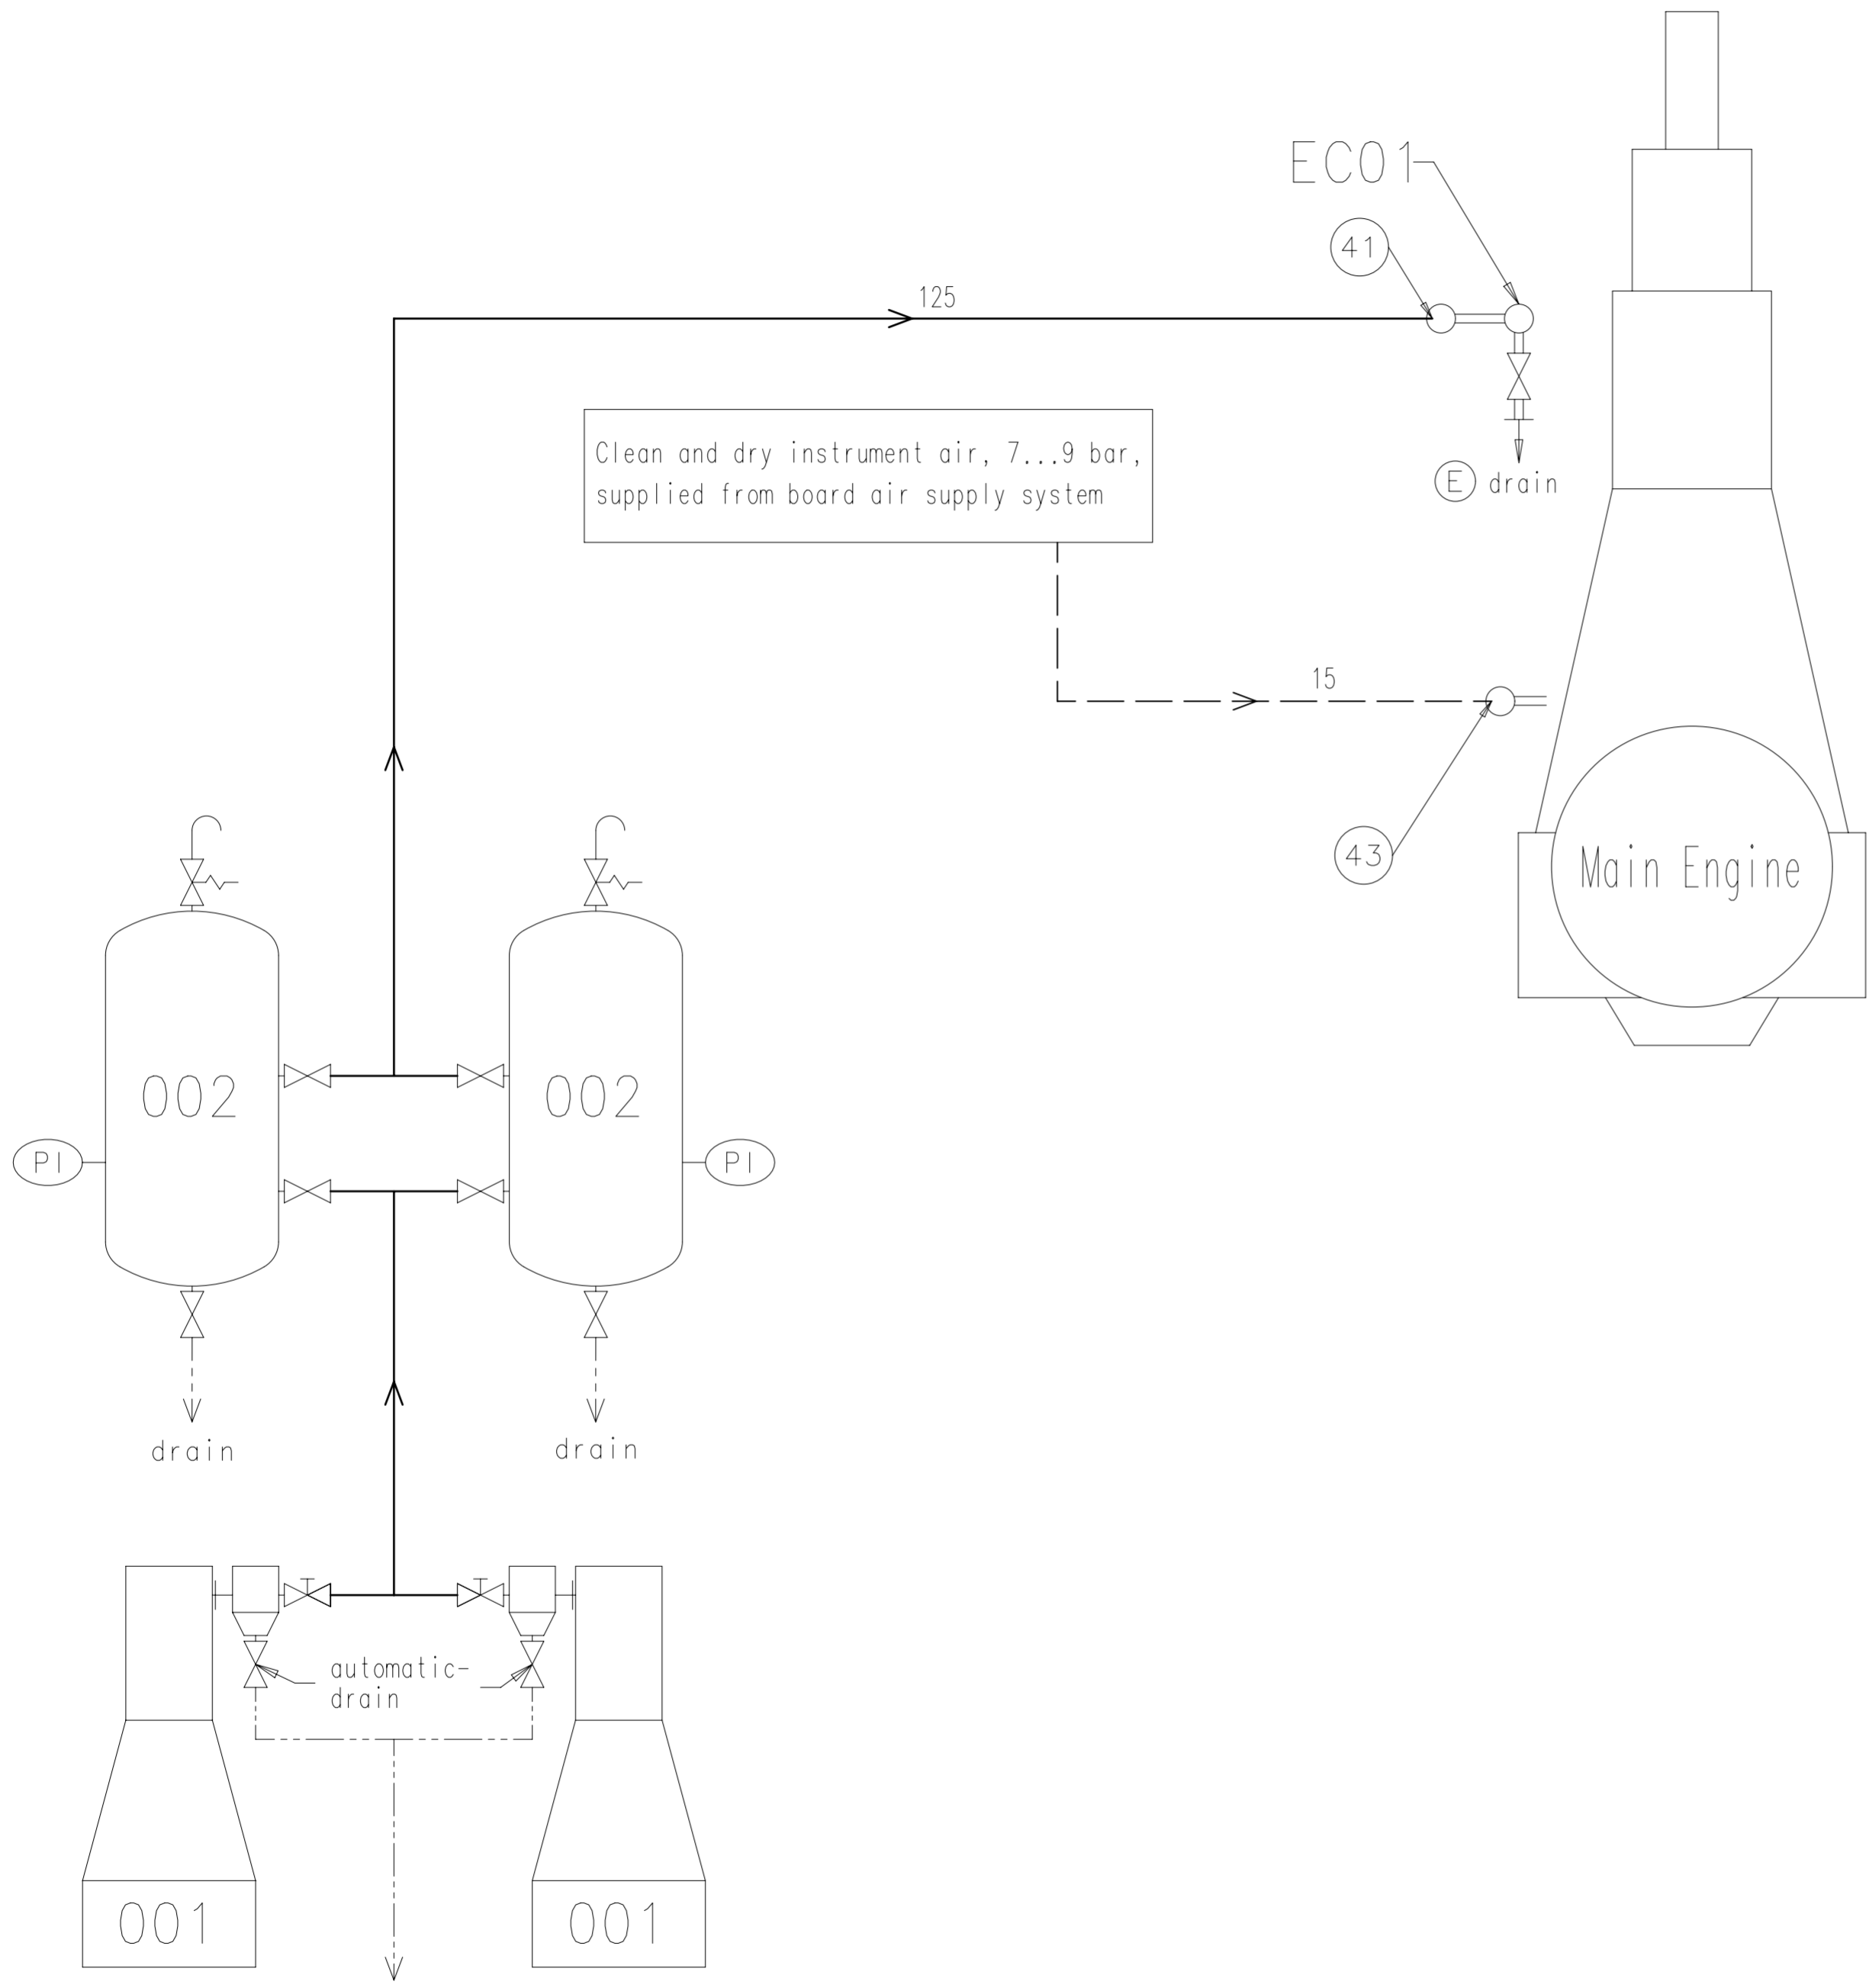 EC01
41
125
Clean and dry instrument air, 7...9 bar,
supplied from board air supply system
E drain
15
43
Main Engine
002
002
PI
PI
drain
drain
automatic-
drain
001
001